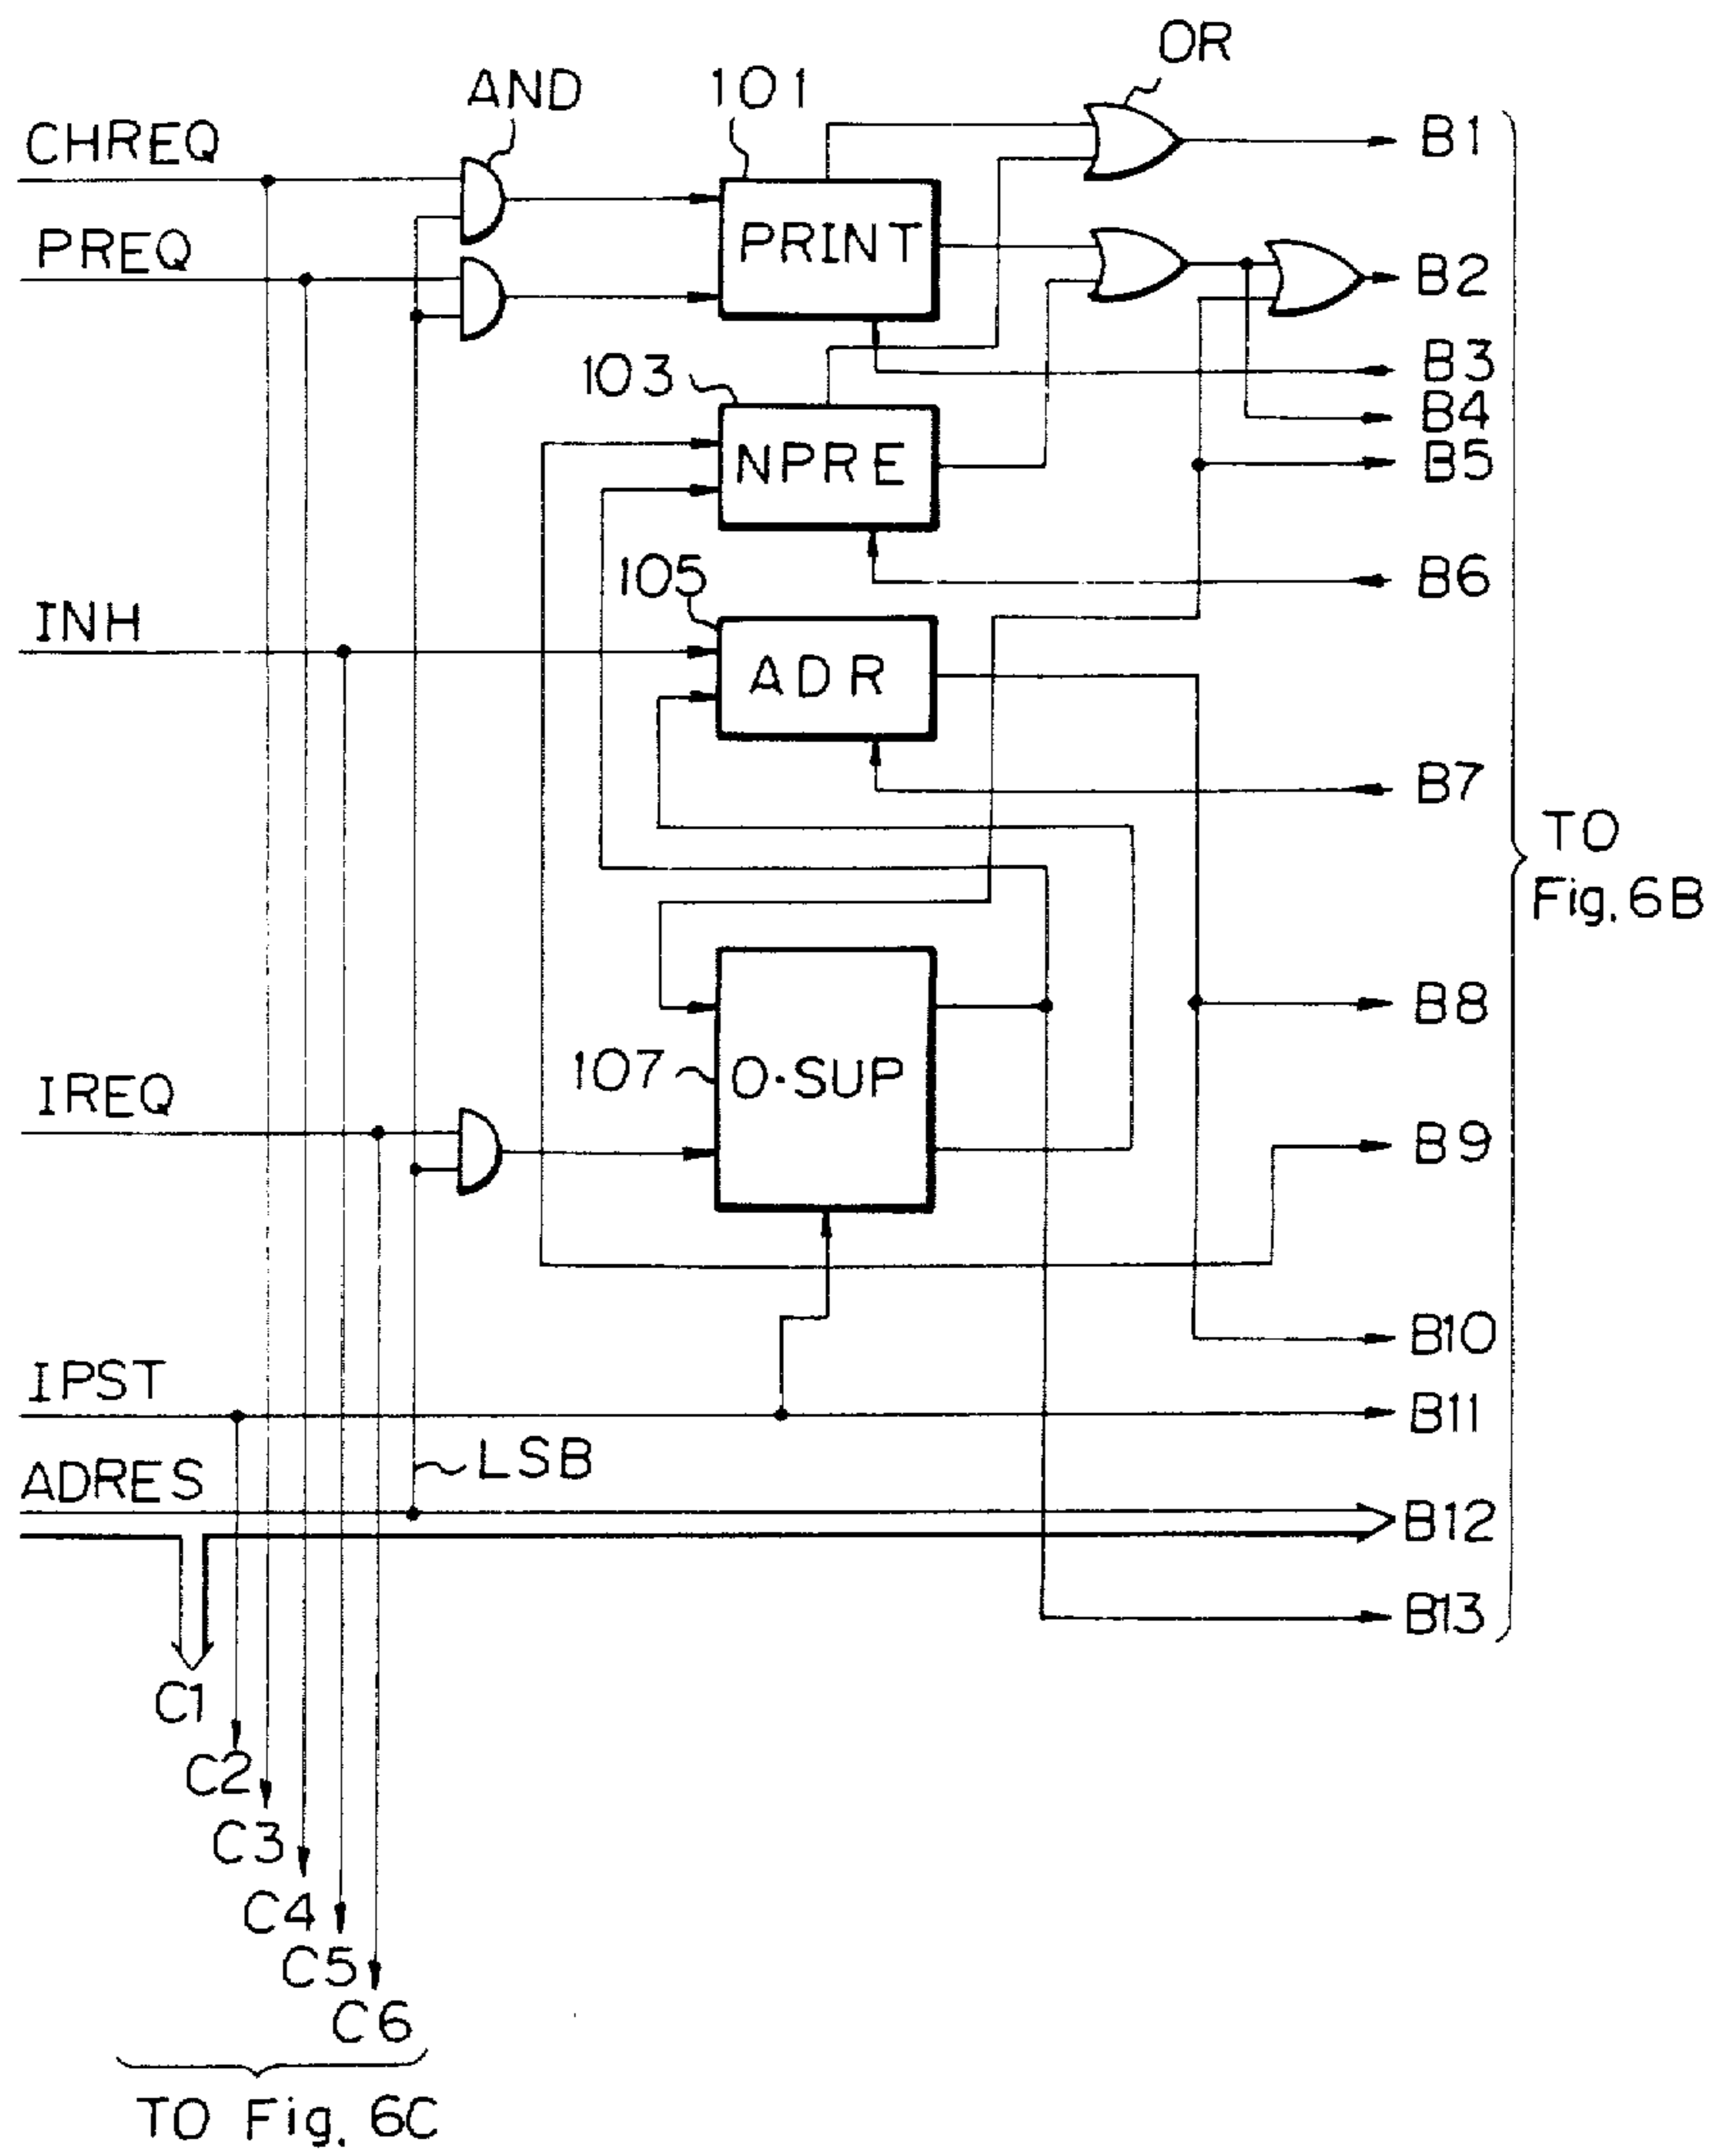 OR
AND
101
CHREQ
B1
PREQ
PRINT
B2
B3
103
B4
NPRE
B5
105
B6
INH
ADR
B7
TO
Fig. 6B
B8
107
O·SUP
IREQ
B9
B10
IPST
B11
LSB
ADRES
B12
B13
C1
C2
C3
C4
C5
C6
TO Fig. 6C